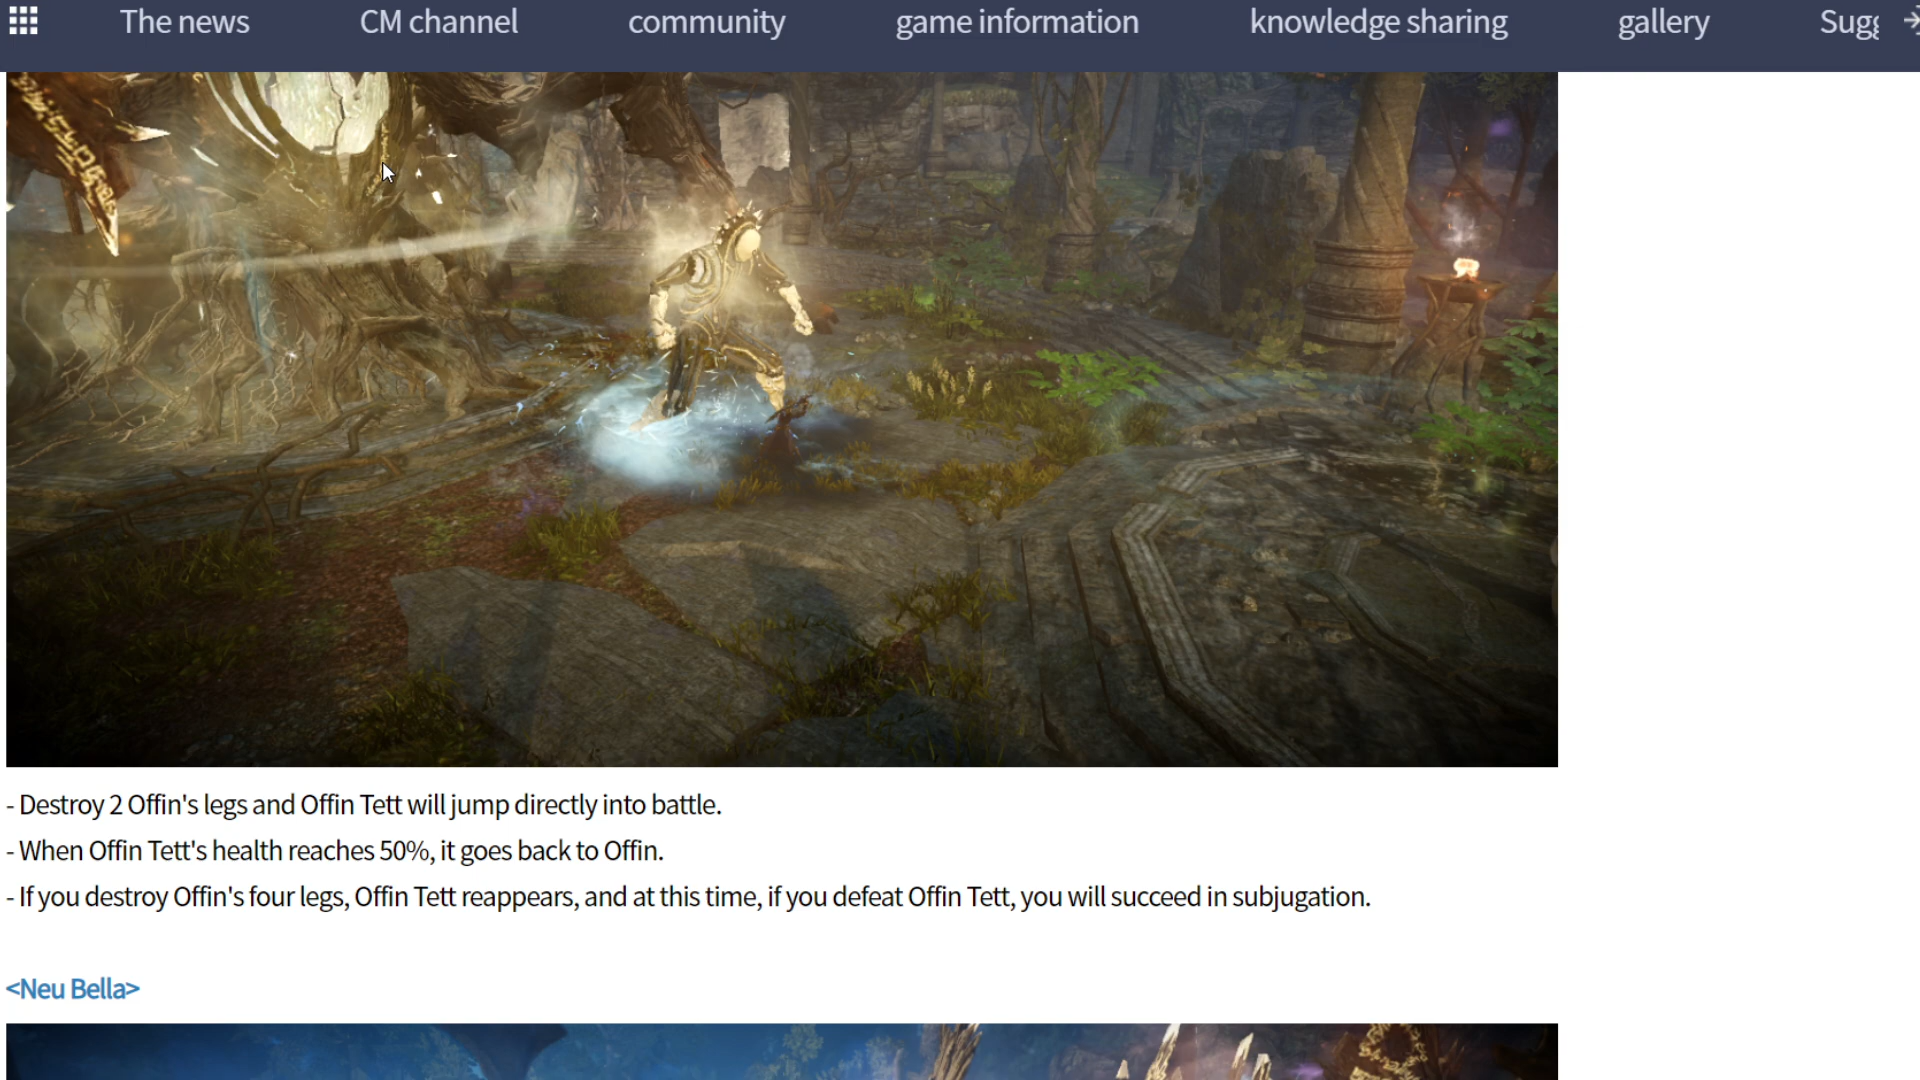 The news CM channel community game information knowledge sharing gallery
- Destroy 2 Offin's legs and Offin Tett will jump directly into battle.
- When Offin Tett's health reaches 50%, it goes back to Offin.
- If you destroy Offin's four legs, Offin Tett reappears, and at this time, if you defeat Offin Tett, you will succeed in subjugation.
<Neu Bella>